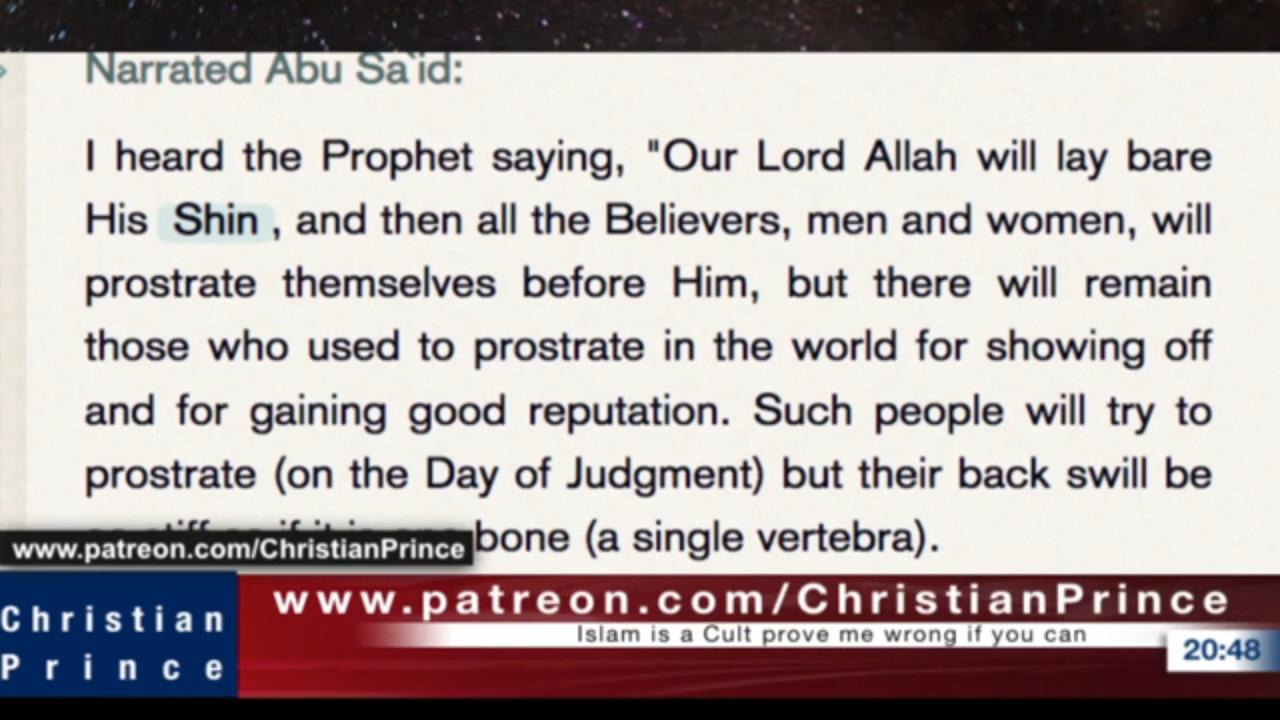 Narrated Abu Sa`id:
I heard the Prophet saying, "Our Lord Allah will lay bare
His Shin , and then all the Believers, men and women, will
prostrate themselves before Him, but there will remain
those who used to prostrate in the world for showing off
and for gaining good reputation. Such people will try to
prostrate (on the Day of Judgment) but their back swill be
bone (a single vertebra).
www.patreon.com/ChristianPrince
Christian
Prince
www.patreon.com/ChristianPrince
Islam is a Cult prove me wrong if you can
20:48